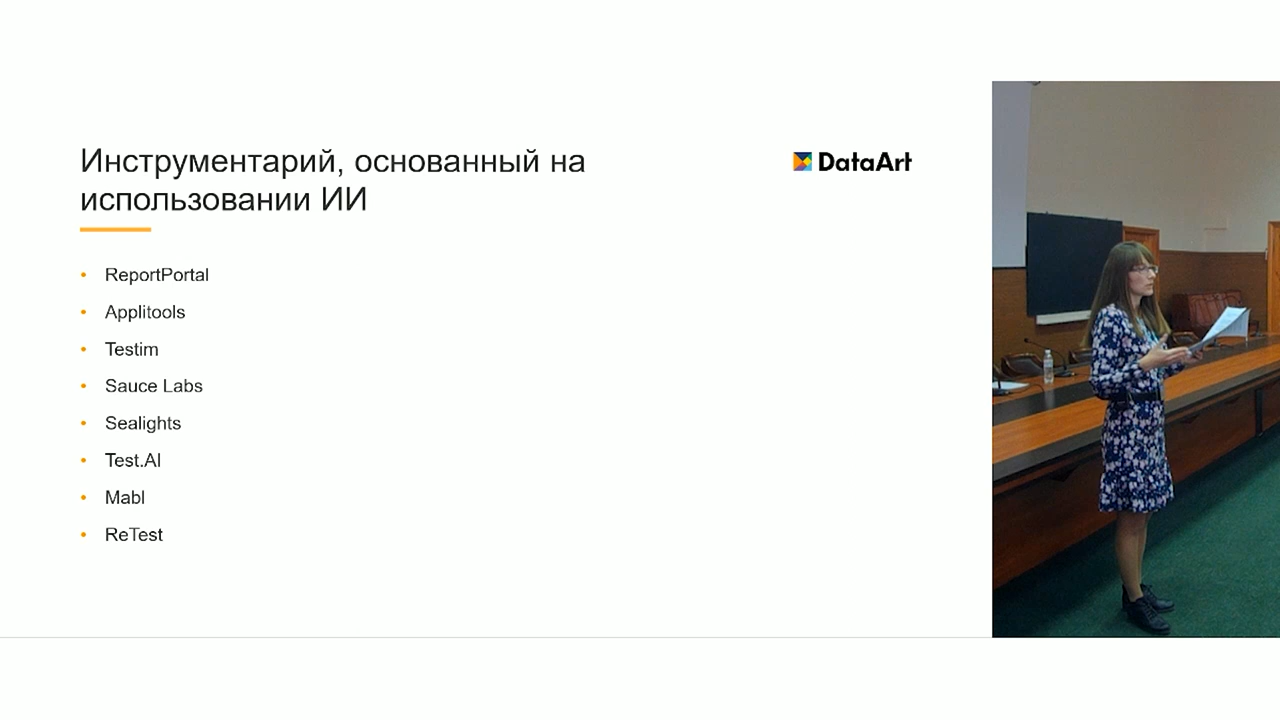 Инструментарий, основанный на
использовании ИИ
DataArt
• ReportPortal
• Applitools
• Testim
• Sauce Labs
• Sealights
• Test.AI
• Mabl
• ReTest